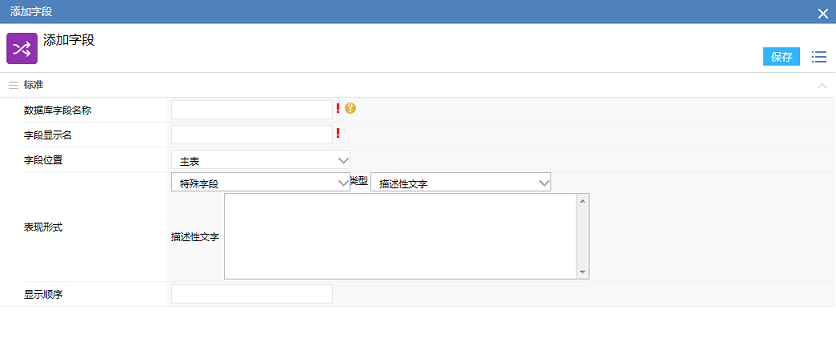 添加字段
添加字段
保存
标准
数据库字段名称 !?
字段显示名 !
字段位置 主表
特殊字段 类型 描述性文字
表现形式
描述性文字
显示顺序